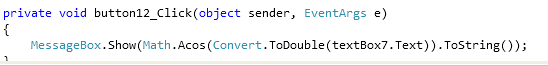 private void button12_Click(object sender, EventArgs e)
{
MessageBox.Show(Math.Acos(Convert.ToDouble(textBox7.Text)).ToString());
}